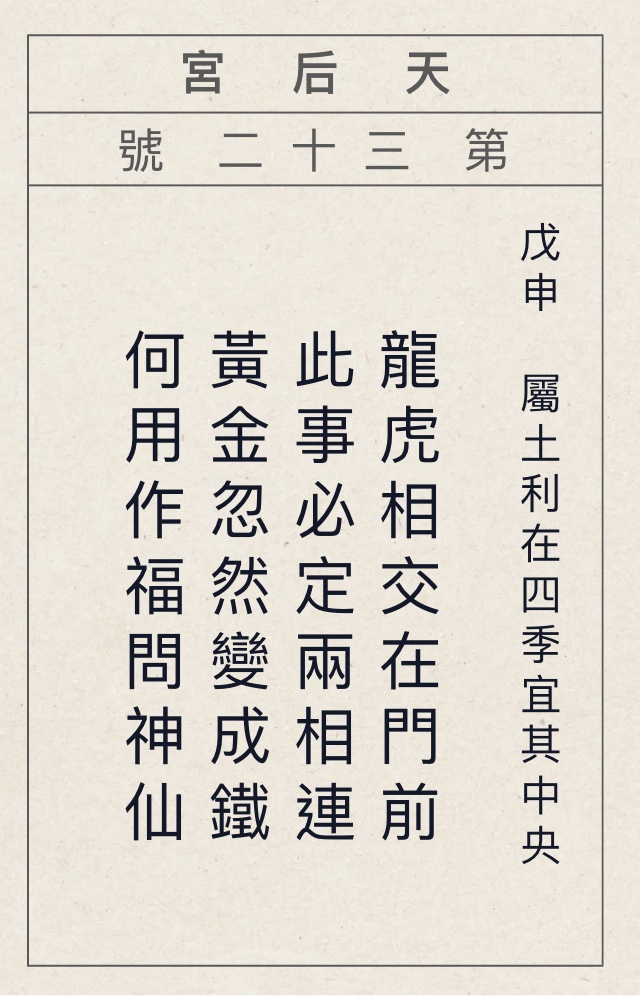 天后宮
第三十二號
戊申 屬土利在四季宜其中央
龍虎相交在門前
此事必定兩相連
黃金忽然變成鐵
何用作福問神仙